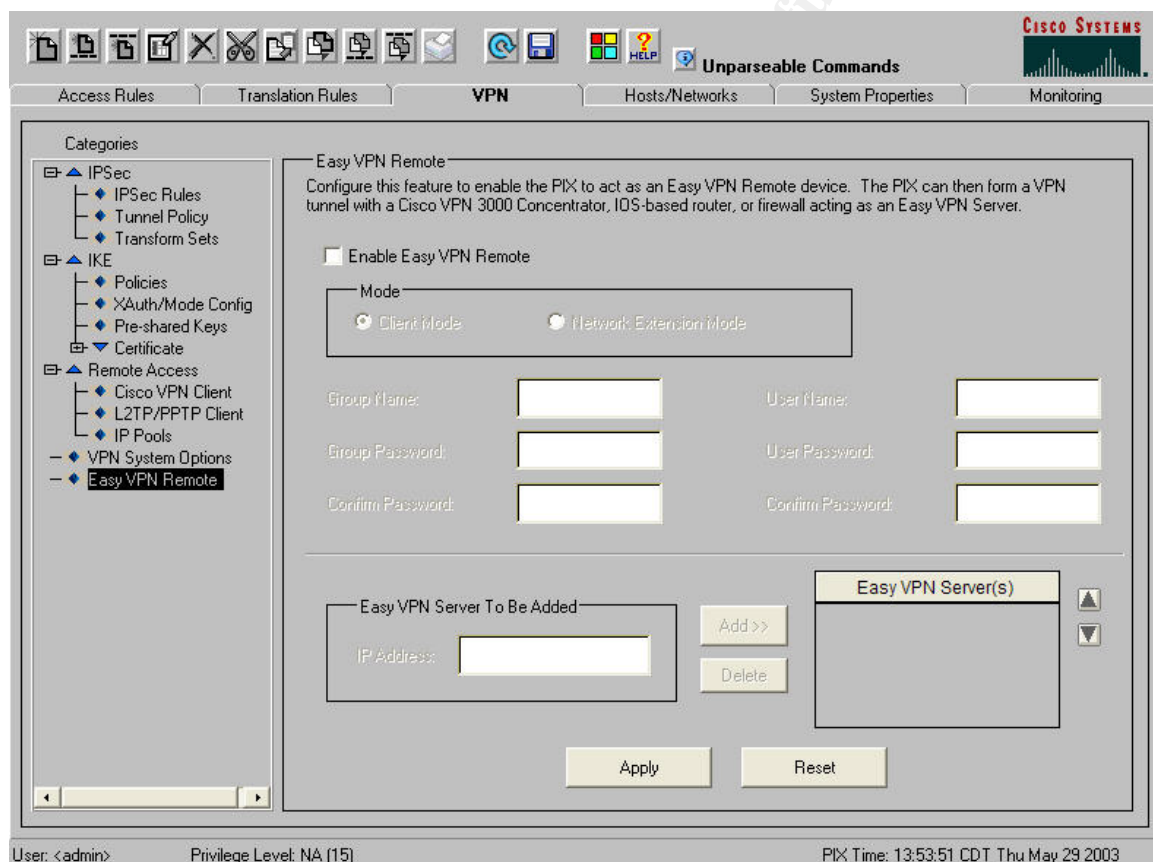 CISCO SYSTEMS
HELP
Unparseable Commands
Access Rules
Translation Rules
VPN
Hosts/Networks
System Properties
Monitoring
Categories
IPSec
IPSec Rules
Tunnel Policy
Transform Sets
IKE
Policies
XAuth/Mode Config
Pre-shared Keys
Certificate
Remote Access
Cisco VPN Client
L2TP/PPTP Client
IP Pools
VPN System Options
Easy VPN Remote
Easy VPN Remote
Configure this feature to enable the PIX to act as an Easy VPN Remote device. The PIX can then form a VPN
tunnel with a Cisco VPN 3000 Concentrator, IOS-based router, or firewall acting as an Easy VPN Server.
Enable Easy VPN Remote
Mode
Client Mode
Network Extension Mode
Group Name:
User Name:
Group Password:
User Password:
Confirm Password:
Confirm Password:
Easy VPN Server To Be Added
IP Address:
Add >>
Delete
Easy VPN Server(s)
Apply
Reset
User: <admin>
Privilege Level: NA (15)
PIX Time: 13:53:51 CDT Thu May 29 2003